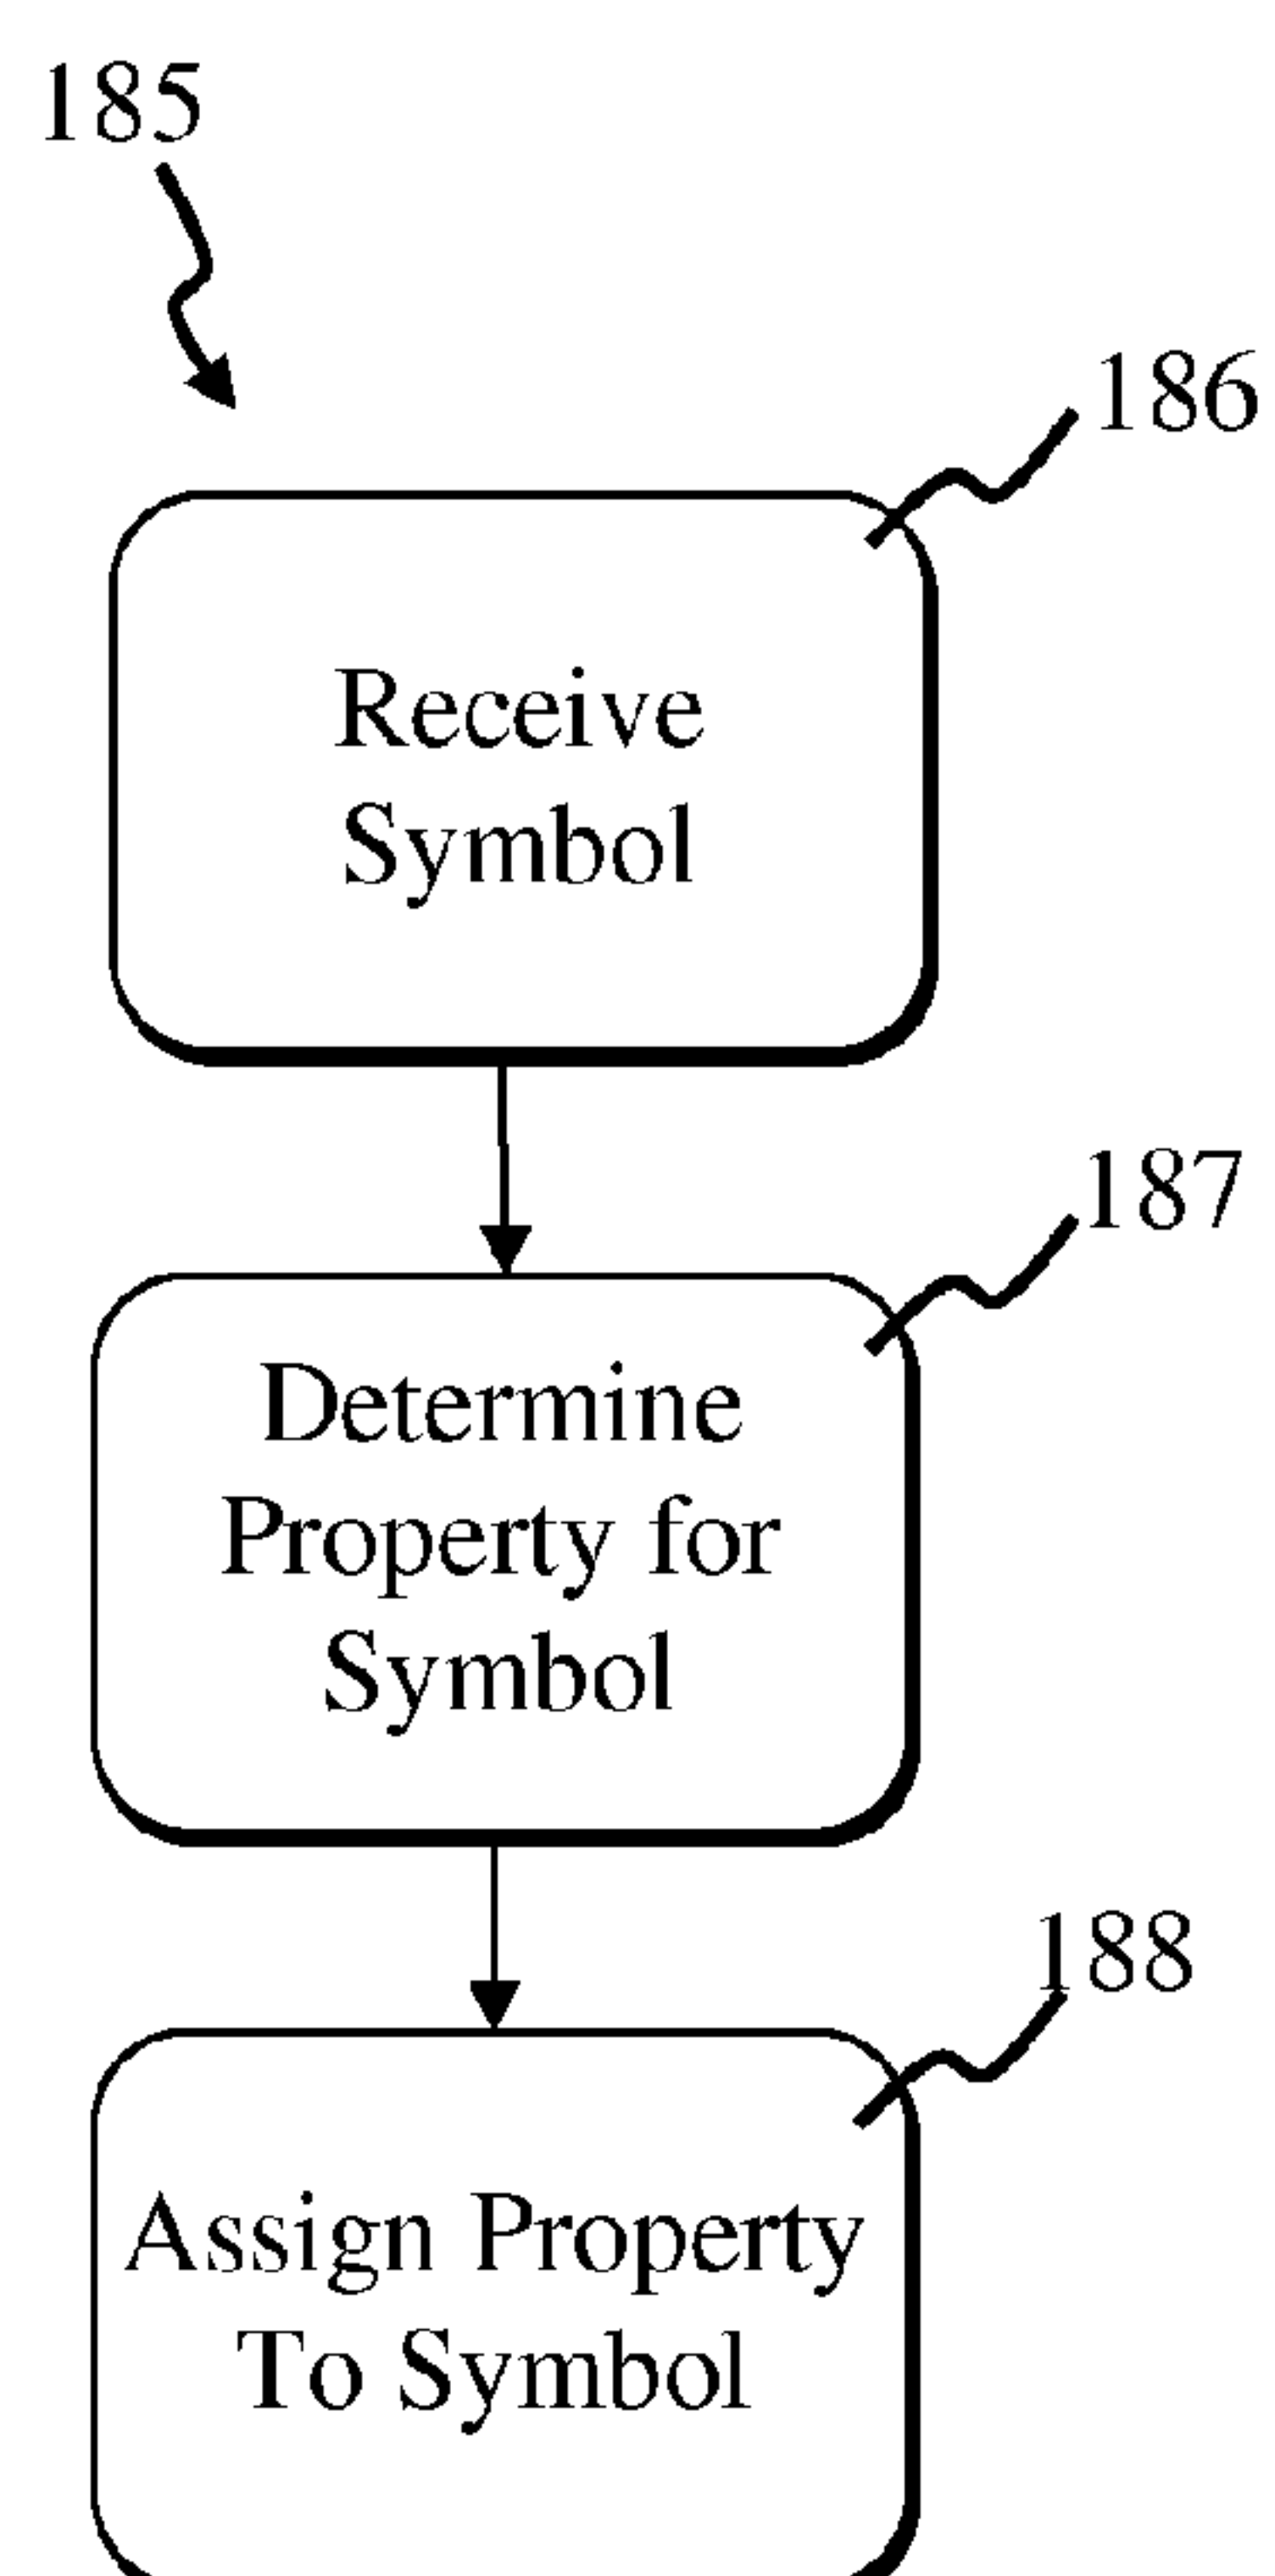 185
186
Receive
Symbol
187
Determine
Property for
Symbol
188
Assign Property
To Symbol